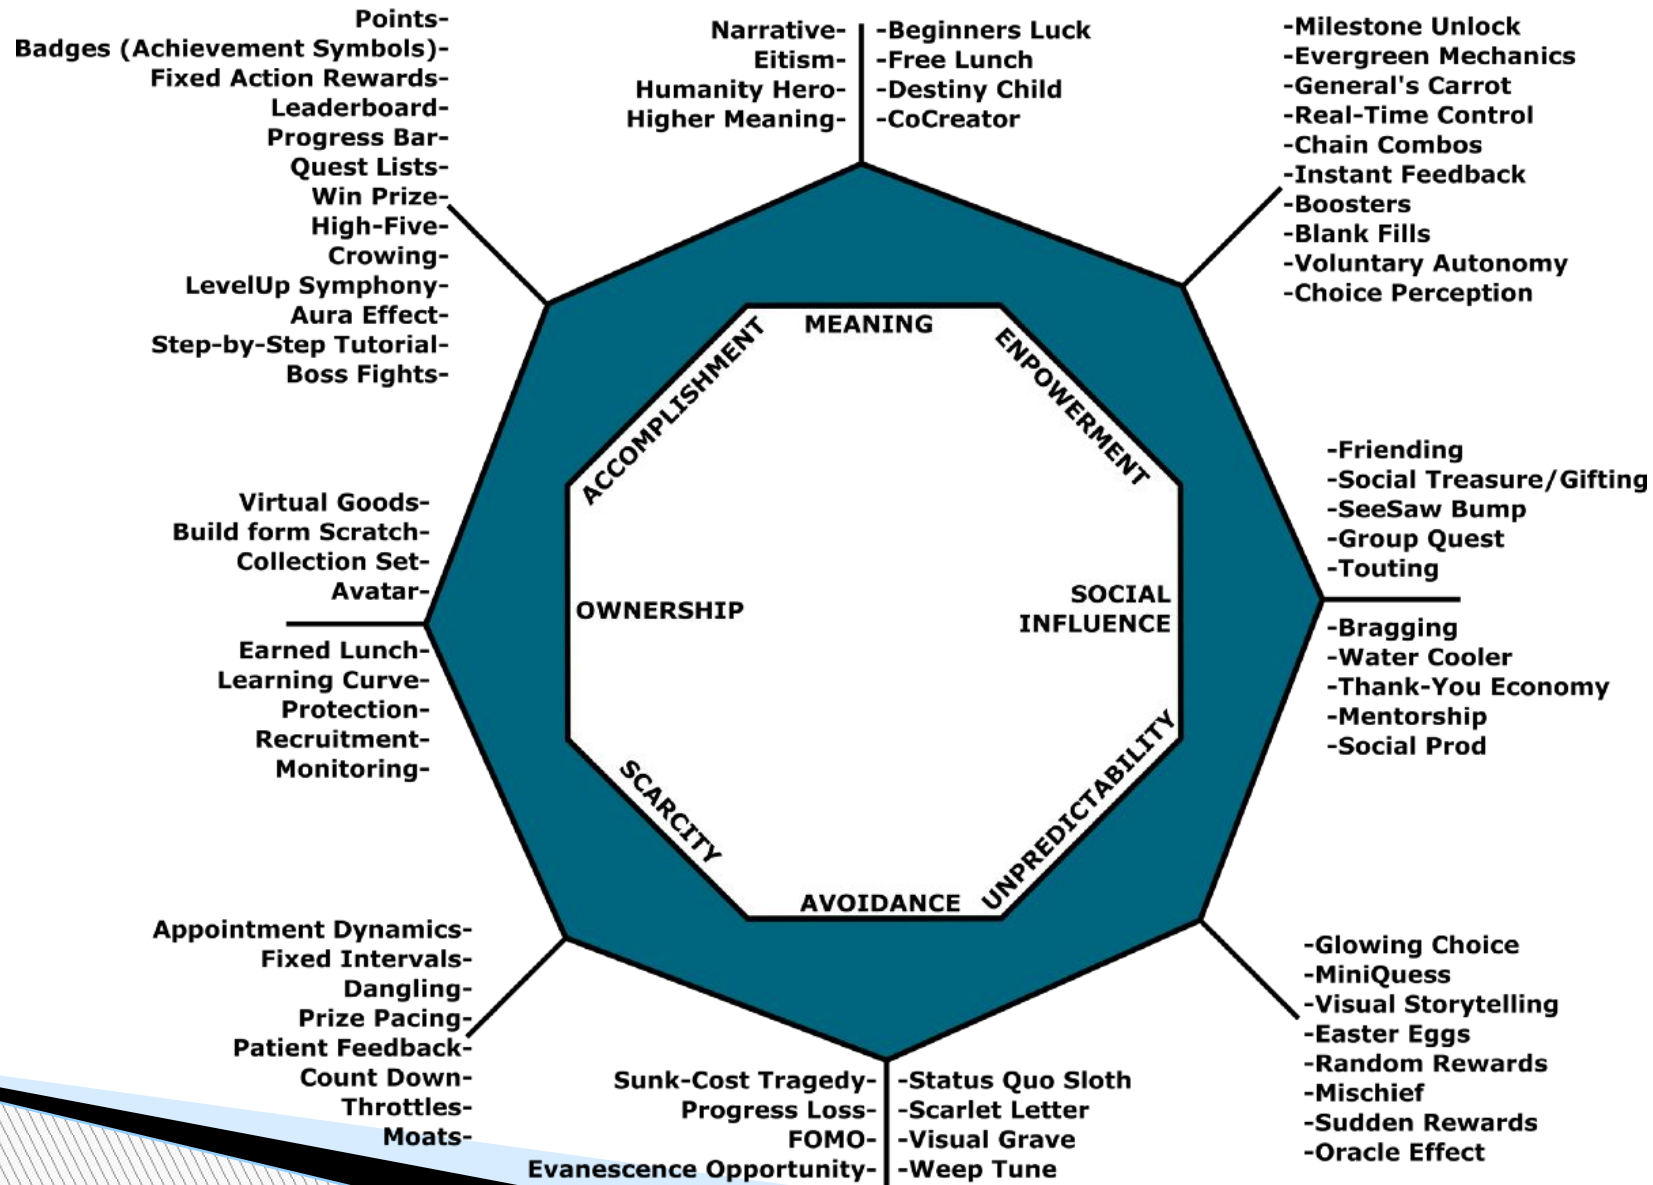 Points-
Badges (Achievement Symbols)-
Fixed Action Rewards-
Leaderboard-
Progress Bar-
Quest Lists-
Win Prize-
High-Five-
Crowing-
LevelUp Symphony-
Aura Effect-
Step-by-Step Tutorial-
Boss Fights-
Narrative-
Eitism-
Humanity Hero-
Higher Meaning-
-Beginners Luck
-Free Lunch
-Destiny Child
-CoCreator
-Milestone Unlock
-Evergreen Mechanics
-General's Carrot
-Real-Time Control
-Chain Combos
-Instant Feedback
-Boosters
-Blank Fills
-Voluntary Autonomy
-Choice Perception
MEANING
ACCOMPLISHMENT
ENPOWERMENT
OWNERSHIP
SOCIAL
INFLUENCE
SCARCITY
UNPREDICTABILITY
AVOIDANCE
Virtual Goods-
Build form Scratch-
Collection Set-
Avatar-
Earned Lunch-
Learning Curve-
Protection-
Recruitment-
Monitoring-
-Friending
-Social Treasure/Gifting
-SeeSaw Bump
-Group Quest
-Touting
-Bragging
-Water Cooler
-Thank-You Economy
-Mentorship
-Social Prod
Appointment Dynamics-
Fixed Intervals-
Dangling-
Prize Pacing-
Patient Feedback-
Count Down-
Throttles-
Moats-
Sunk-Cost Tragedy-
Progress Loss-
FOMO-
Evanescence Opportunity-
-Status Quo Sloth
-Scarlet Letter
-Visual Grave
-Weep Tune
-Glowing Choice
-MiniQuess
-Visual Storytelling
-Easter Eggs
-Random Rewards
-Mischief
-Sudden Rewards
-Oracle Effect